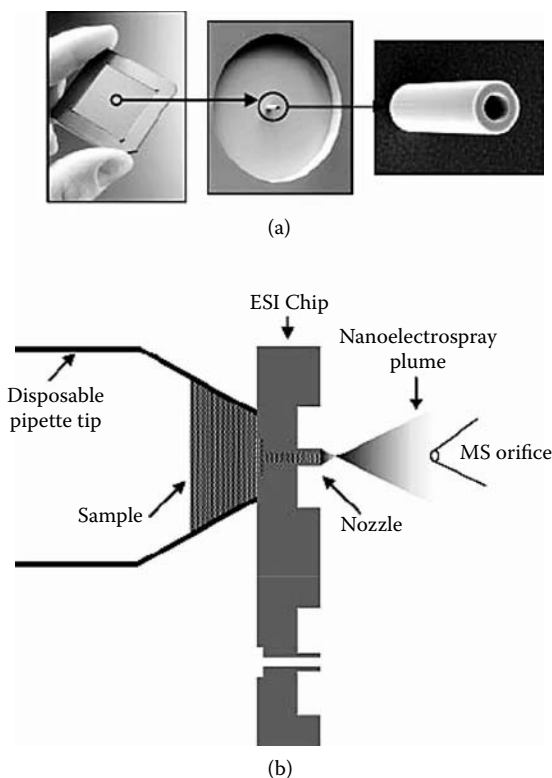 (a)
ESI Chip
Nanoelectrospray
plume
Disposable
pipette tip
MS orifice
Sample
Nozzle
(b)